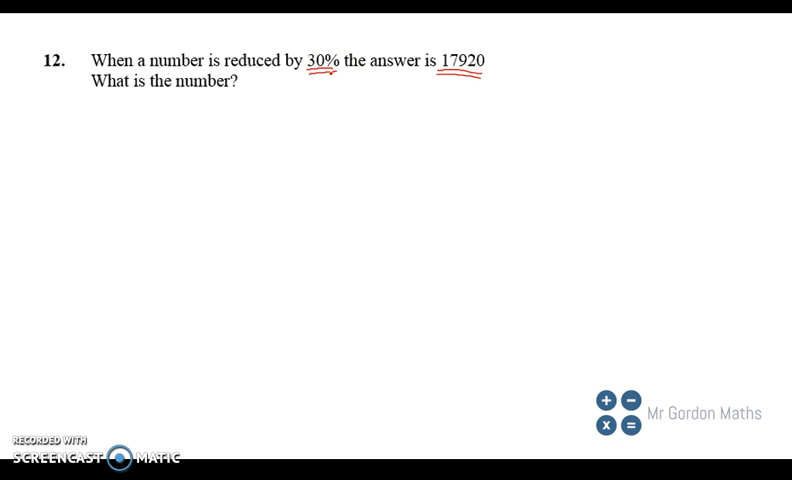 12. When a number is reduced by 30% the answer is 17920
What is the number?
+ −
x =
Mr Gordon Maths
RECORDED WITH
SCREENCAST MATIC